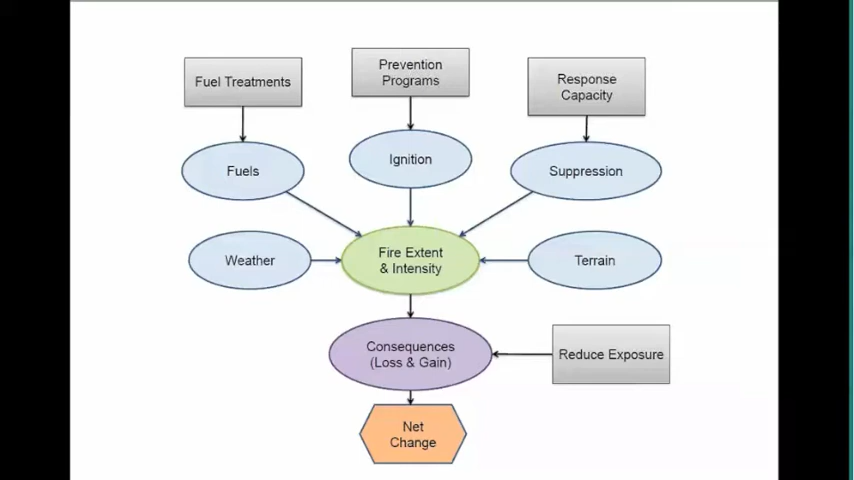 Fuel Treatments
Prevention
Programs
Response
Capacity
Fuels
Ignition
Suppression
Weather
Fire Extent
& Intensity
Terrain
Consequences
(Loss & Gain)
Reduce Exposure
Net
Change